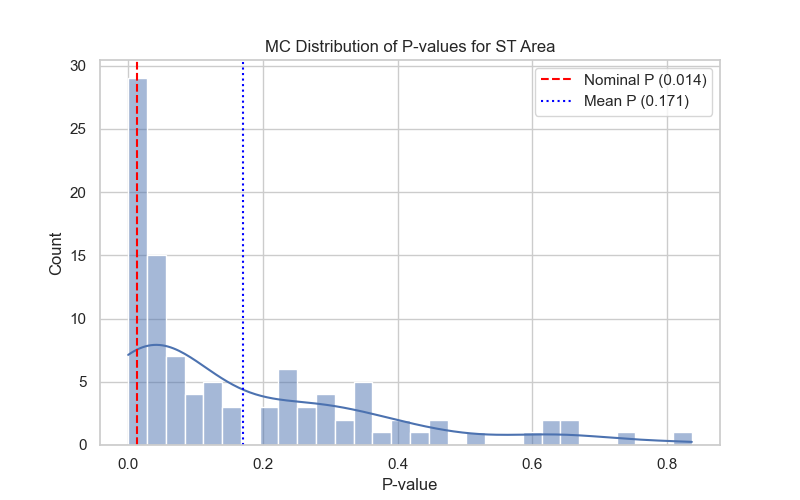 MC Distribution of P-values for ST Area
Nominal P (0.014)
Mean P (0.171)
Count
30
25
20
15
10
5
0
0.0 0.2 0.4 0.6 0.8
P-value